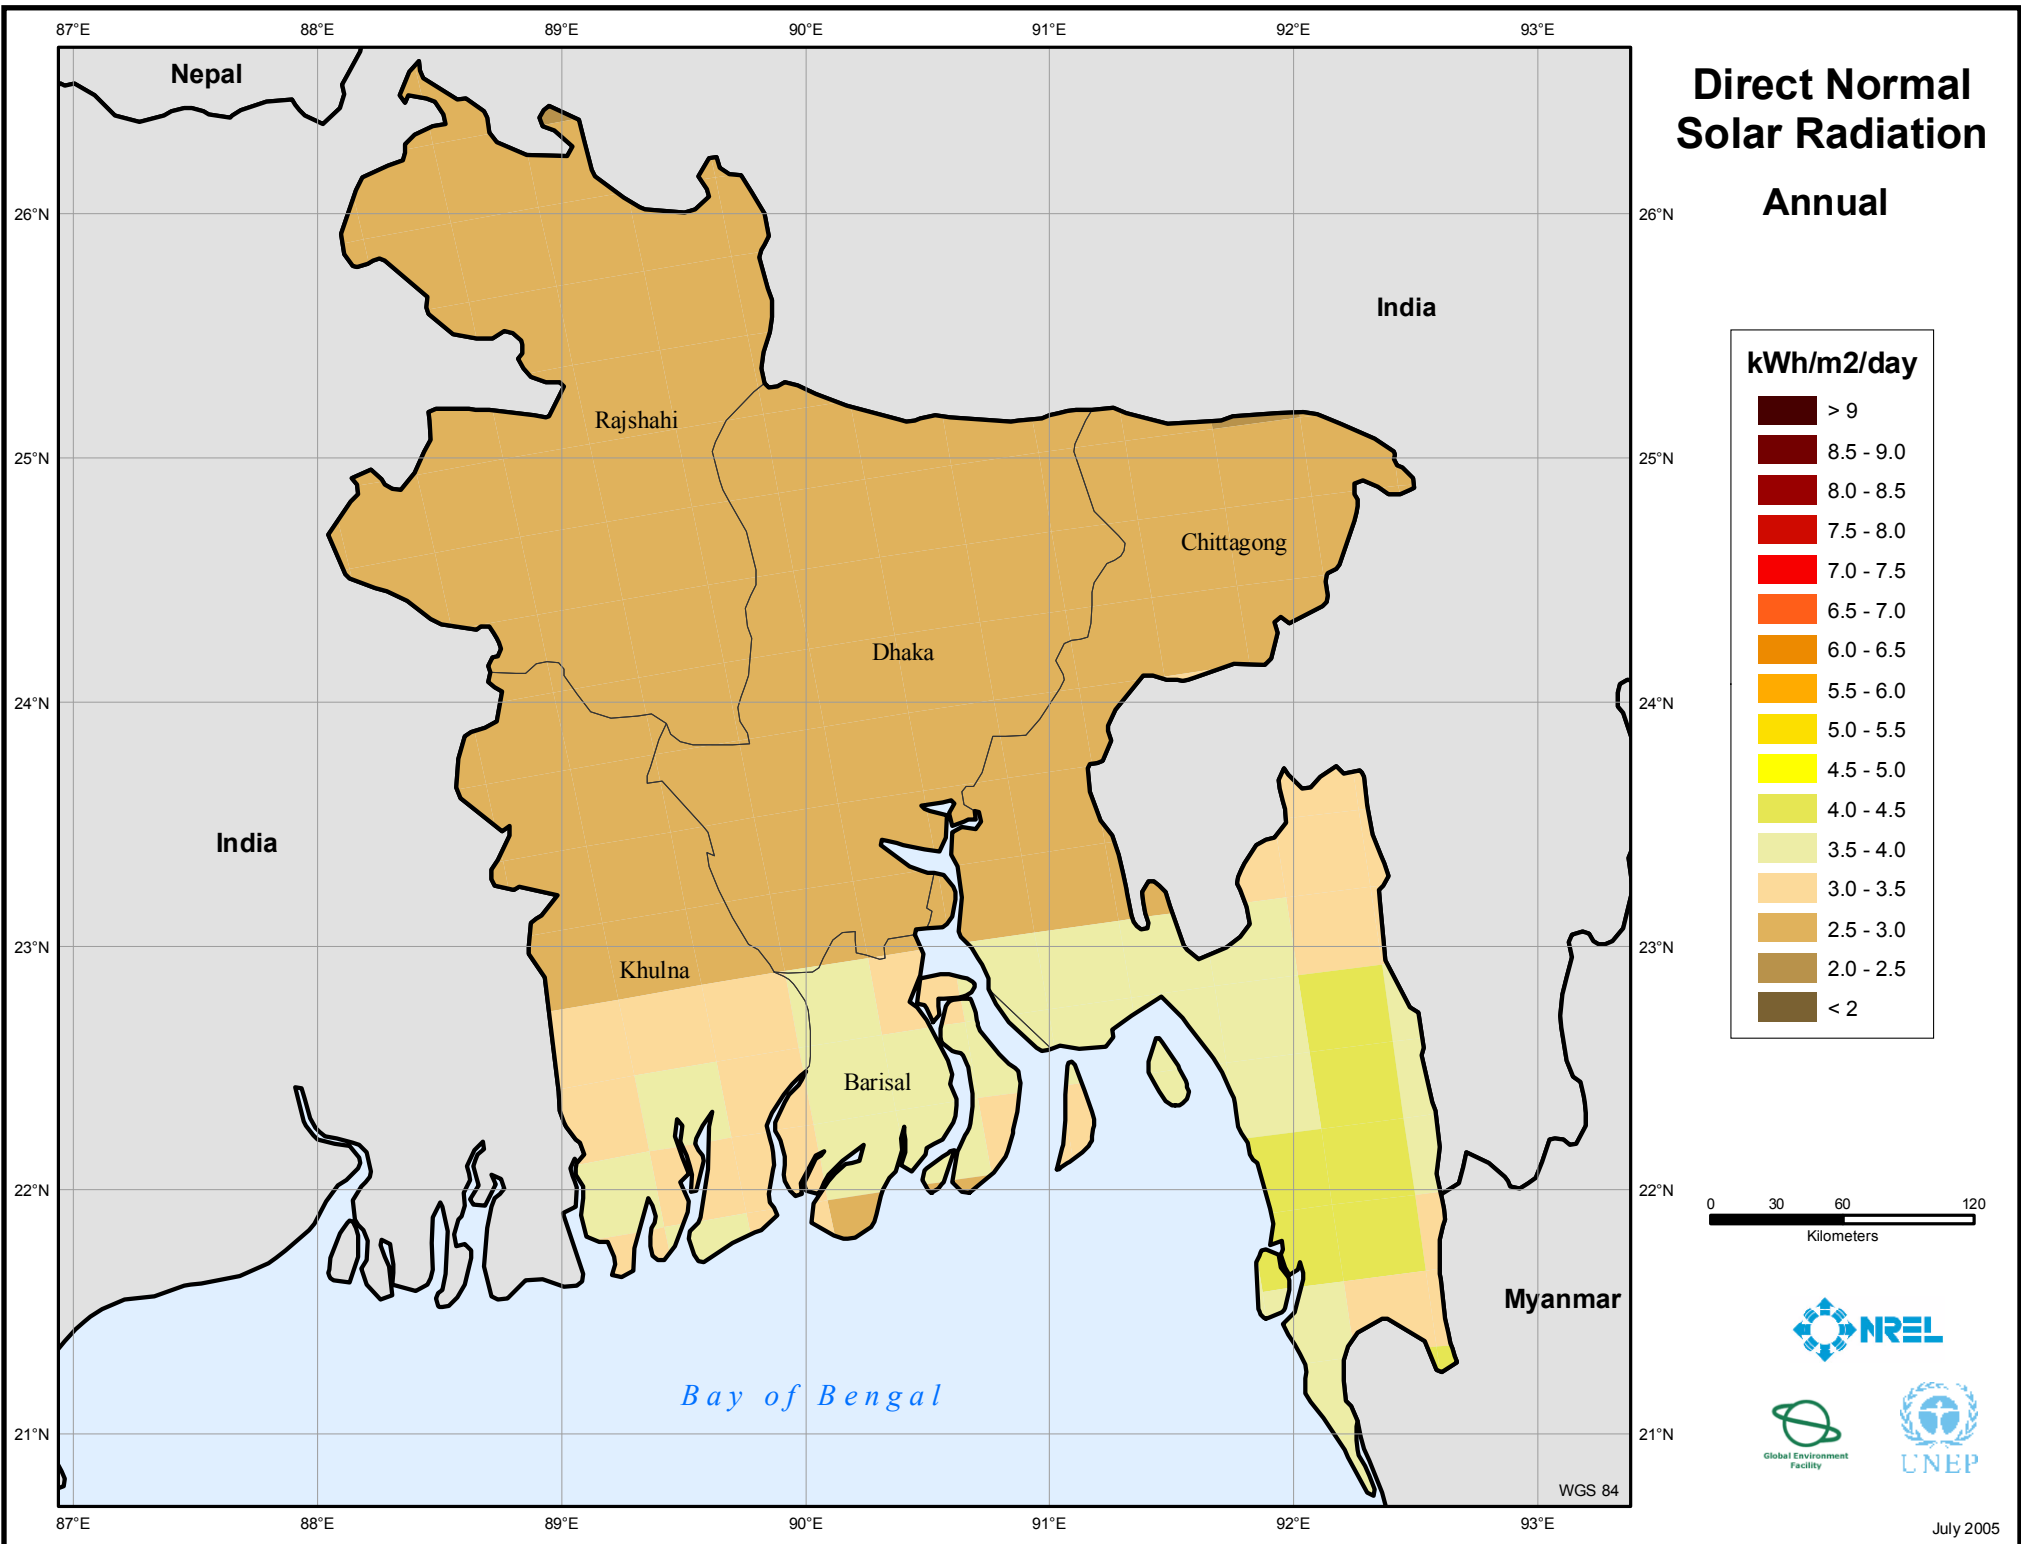 87°E 88°E 89°E 90°E 91°E 92°E 93°E
Direct Normal
Solar Radiation
Annual
Nepal
26°N
26°N
India
kWh/m2/day
> 9
8.5 - 9.0
8.0 - 8.5
7.5 - 8.0
7.0 - 7.5
6.5 - 7.0
6.0 - 6.5
5.5 - 6.0
5.0 - 5.5
4.5 - 5.0
4.0 - 4.5
3.5 - 4.0
3.0 - 3.5
2.5 - 3.0
2.0 - 2.5
< 2
Rajshahi
25°N
25°N
Chittagong
Dhaka
24°N
24°N
India
23°N
23°N
Khulna
Barisal
22°N
22°N
0 30 60 120
Kilometers
Myanmar
NREL
Bay of Bengal
21°N
21°N
Global Environment
Facility
UNEP
WGS 84
87°E 88°E 89°E 90°E 91°E 92°E 93°E
July 2005